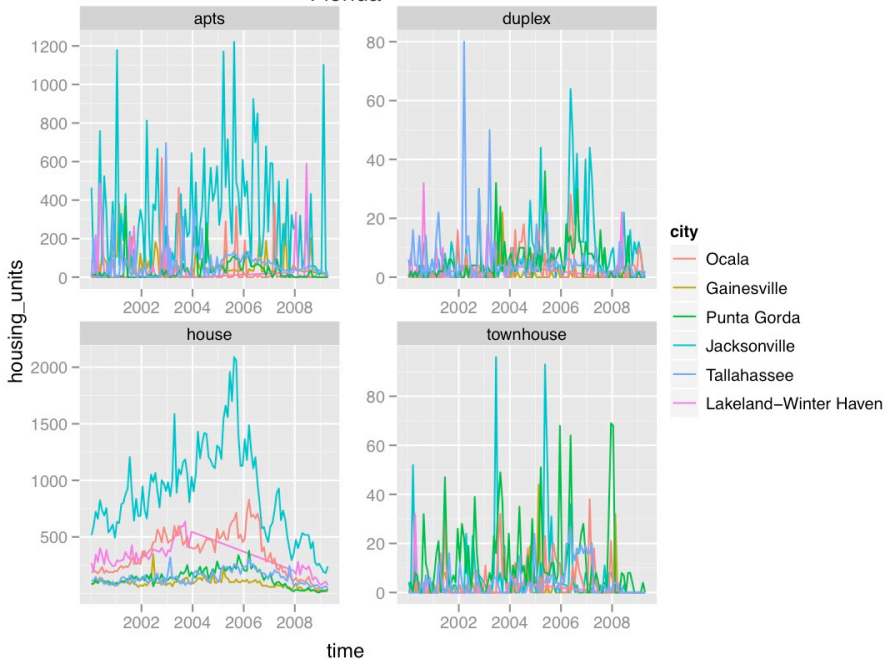 Florida
apts
duplex
1200
1000
800
600
400
200
0
80
60
40
20
0
2002 2004 2006 2008
2002 2004 2006 2008
house
townhouse
2000
1500
1000
500
80
60
40
20
0
2002 2004 2006 2008
2002 2004 2006 2008
housing_units
time
city
Ocala
Gainesville
Punta Gorda
Jacksonville
Tallahassee
Lakeland−Winter Haven